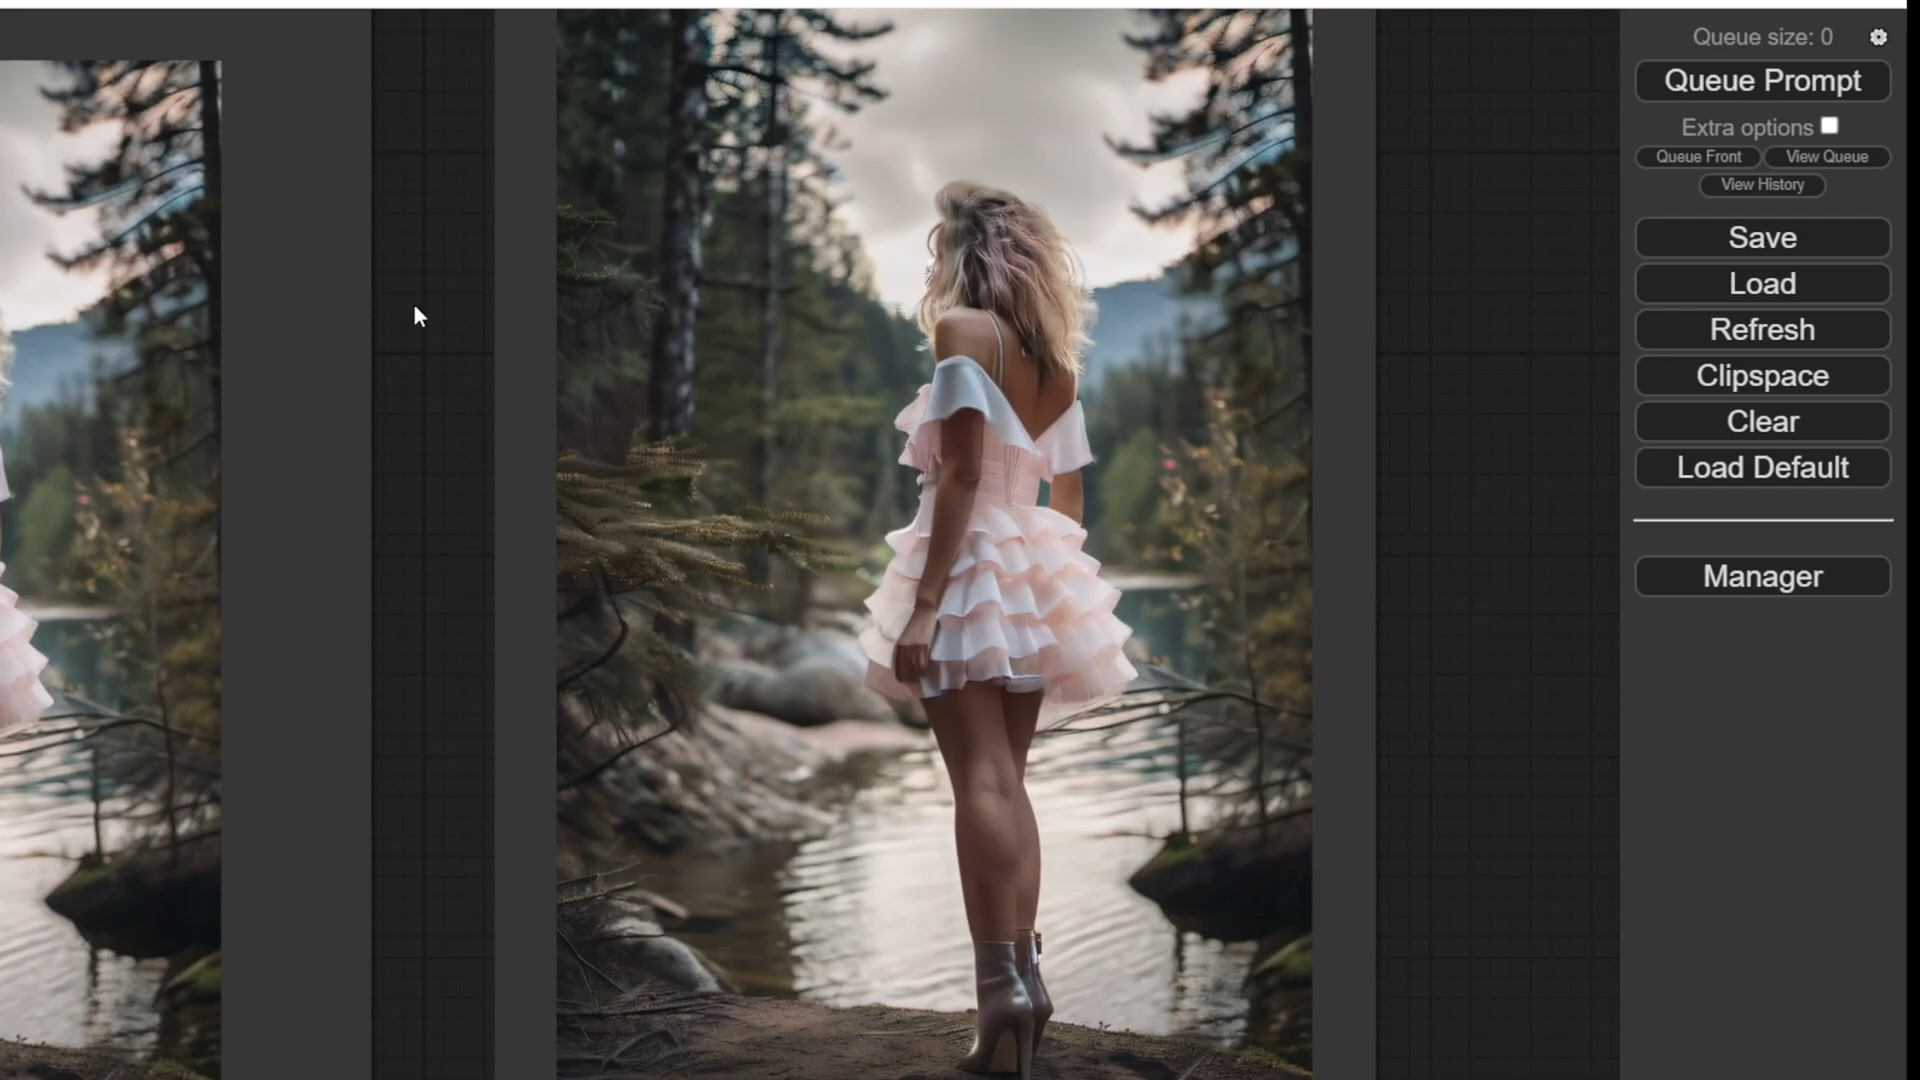 Queue size: 0
Queue Prompt
Extra options
Queue Front View Queue
View History
Save
Load
Refresh
Clipspace
Clear
Load Default
Manager